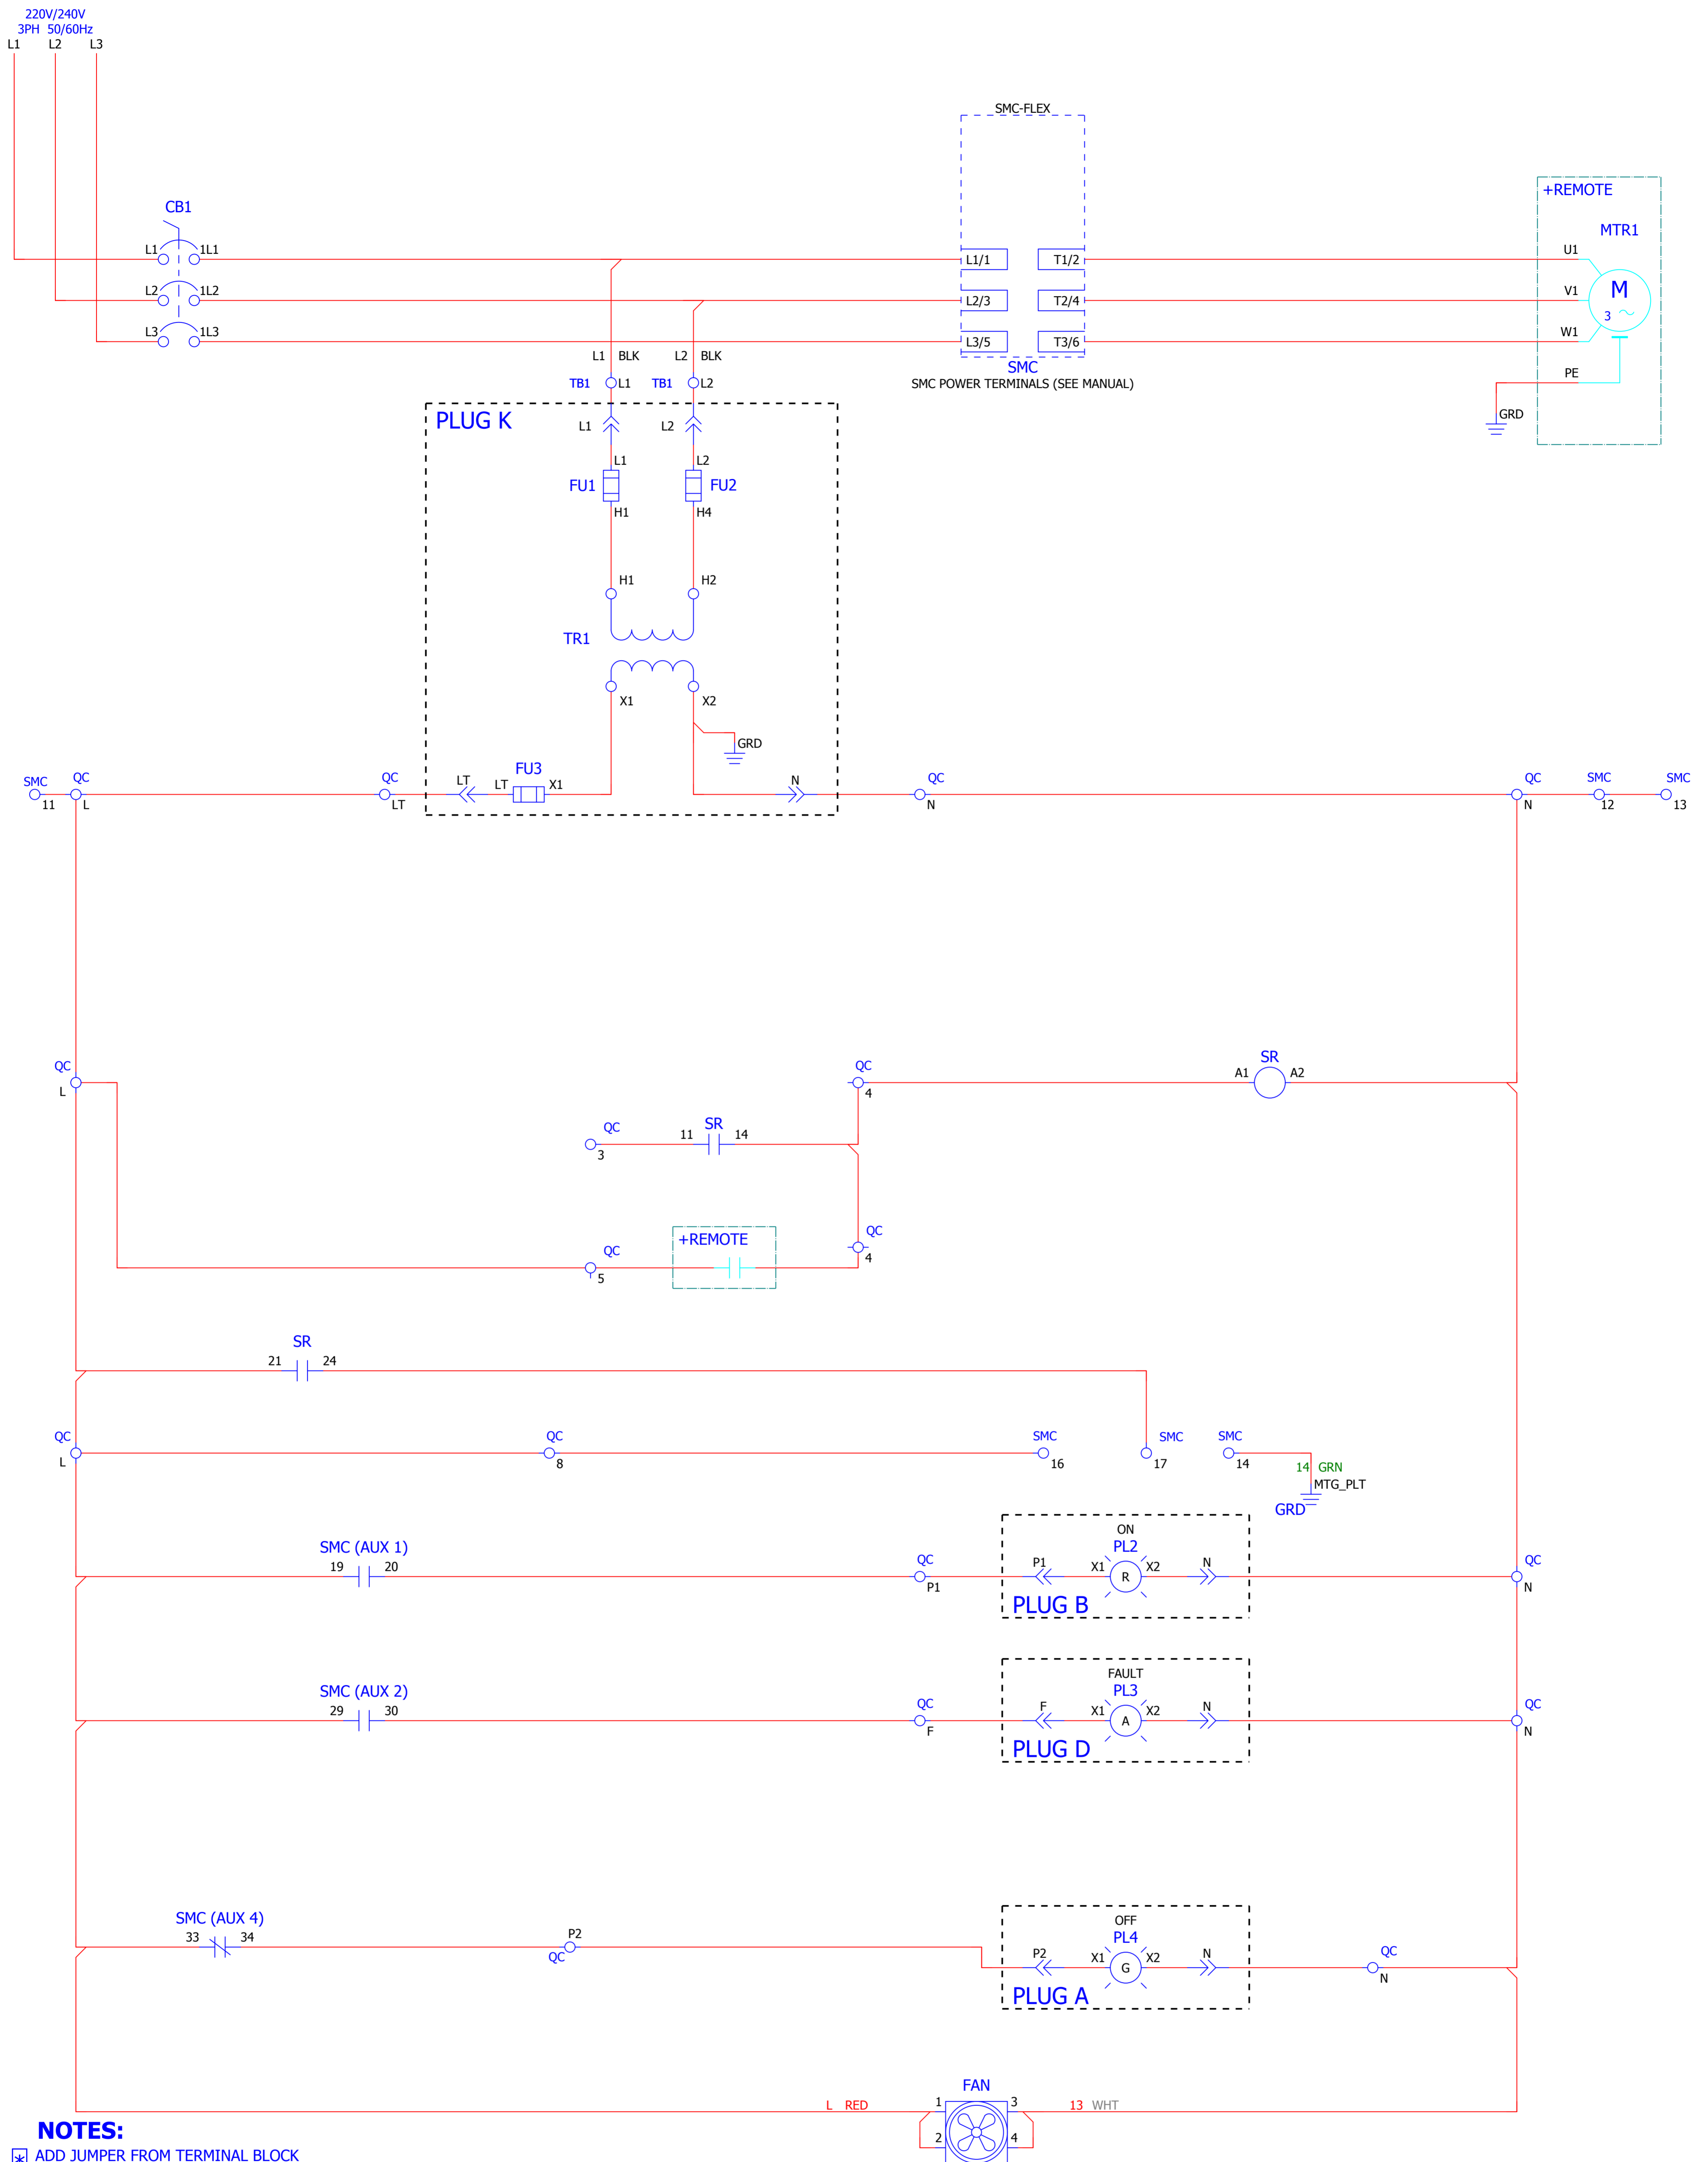 220V/240V
3PH 50/60Hz
L1 L2 L3
SMC-FLEX
+REMOTE
CB1
MTR1
L1 1L1
L1/1 T1/2
U1
L2 1L2
L2/3 T2/4
V1
M
3
L3 1L3
L3/5 T3/6
W1
L1 BLK L2 BLK
SMC
PE
TB1 L1 TB1 L2
SMC POWER TERMINALS (SEE MANUAL)
GRD
PLUG K
L1 L2
L1 L2
FU1 FU2
H1 H4
H1 H2
TR1
X1 X2
GRD
FU3
SMC QC QC LT LT X1 N QC QC SMC SMC
11 L LT N N 12 13
QC QC SR
L 4 A1 A2
QC SR
3 11 14
+REMOTE
QC QC
5 4
SR
21 24
QC QC SMC SMC SMC
L 8 16 17 14
14 GRN
MTG_PLT
GRD
ON
SMC (AUX 1) PL2
19 20 QC P1 P1 X1 R X2 N QC N
PLUG B
FAULT
SMC (AUX 2) PL3
29 30 QC F F X1 A X2 N QC N
PLUG D
OFF
SMC (AUX 4) PL4
33 34 P2 QC P2 X1 G X2 N QC N
PLUG A
FAN
L RED 1 3 13 WHT
2 4
NOTES:
* ADD JUMPER FROM TERMINAL BLOCK